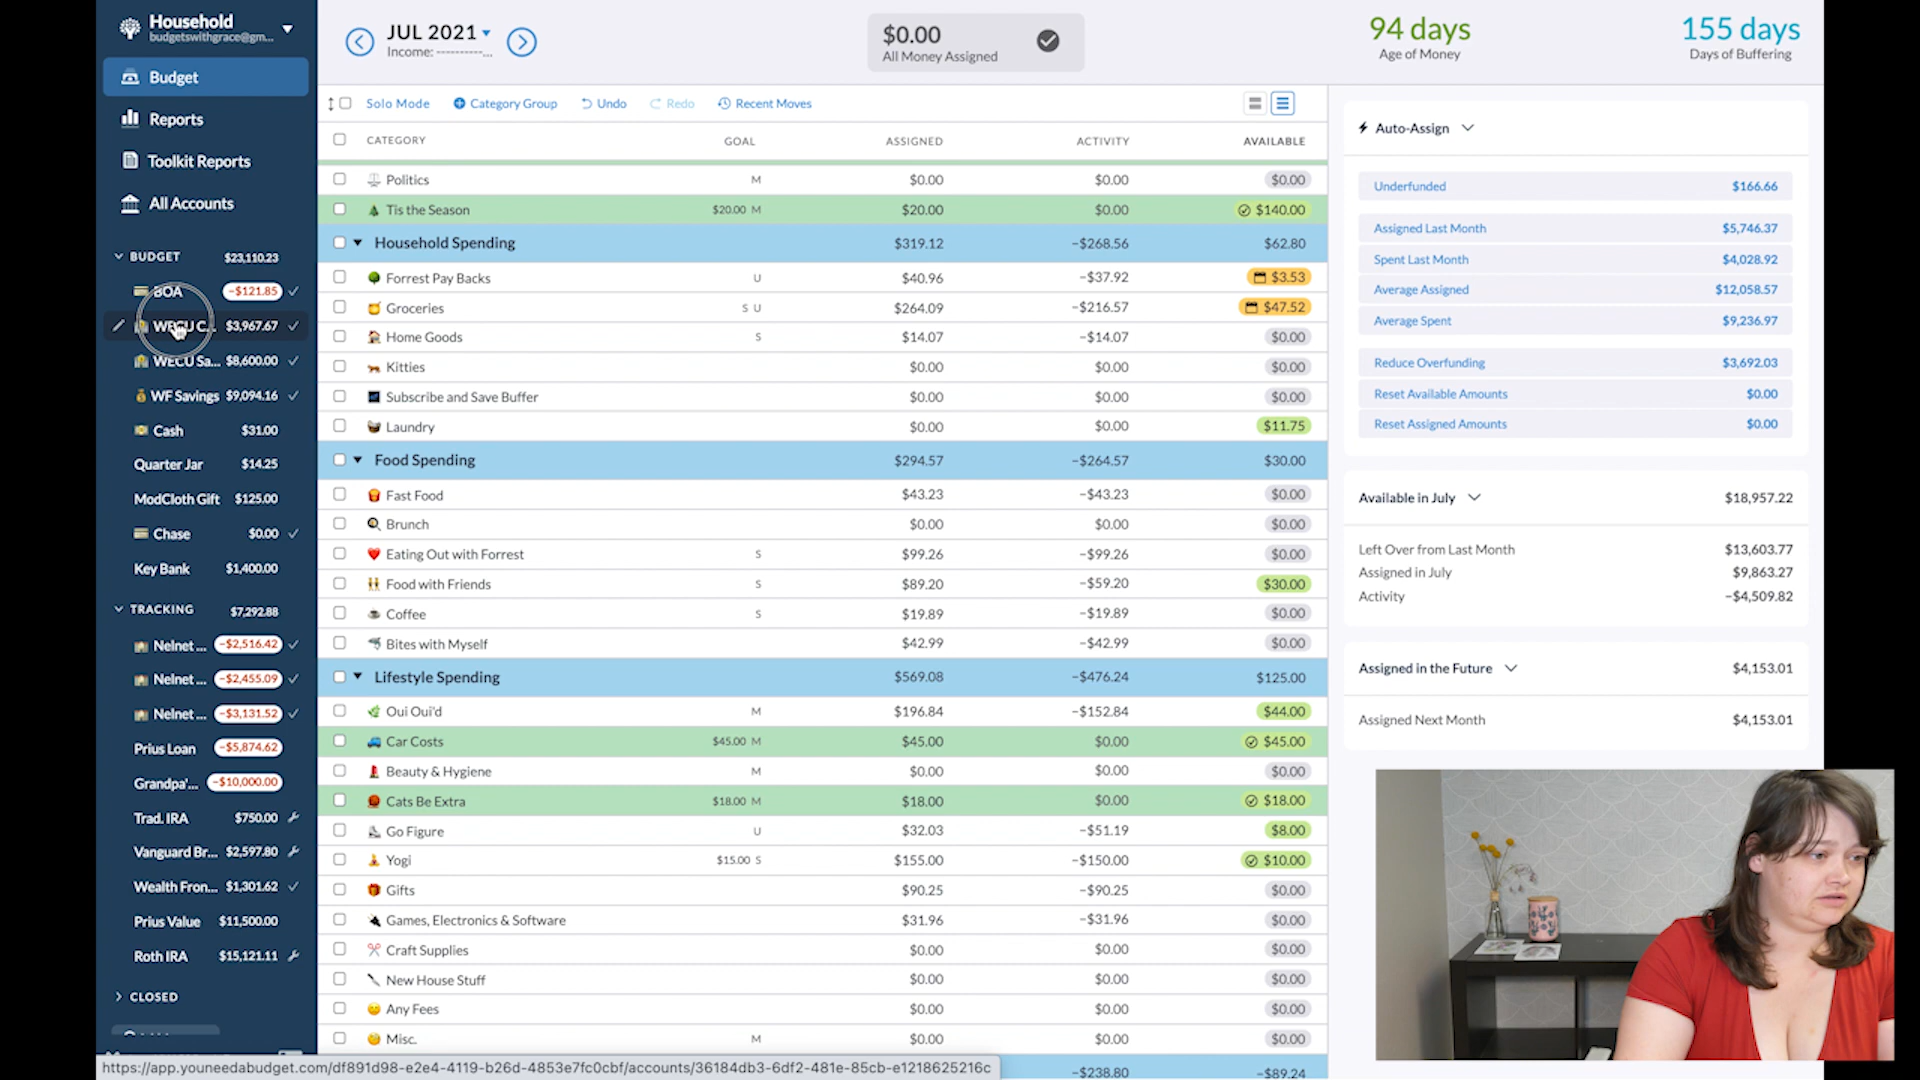 Household
budgetswithgrace@gm...
Budget
Reports
Toolkit Reports
All Accounts
BUDGET $23,110.23
BOA -$121.85
WECU C... $3,967.67
WECU Sa... $8,600.00
WF Savings $9,094.16
Cash $31.00
Quarter Jar $14.25
ModCloth Gift $125.00
Chase $0.00
Key Bank $1,400.00
TRACKING $7,292.88
Nelnet ... -$2,516.42
Nelnet ... -$2,455.09
Nelnet ... -$3,131.52
Prius Loan -$5,874.62
Grandpa'... -$10,000.00
Trad. IRA $750.00
Vanguard Br... $2,597.80
Wealth Fron... $1,301.62
Prius Value $11,500.00
Roth IRA $15,121.11
CLOSED
JUL 2021
Income: ----------...
$0.00
All Money Assigned
94 days
Age of Money
155 days
Days of Buffering
Solo Mode Category Group Undo Redo Recent Moves
CATEGORY GOAL ASSIGNED ACTIVITY AVAILABLE
Politics M $0.00 $0.00 $0.00
Tis the Season $20.00 M $20.00 $0.00 $140.00
Household Spending $319.12 -$268.56 $62.80
Forrest Pay Backs U $40.96 -$37.92 $3.53
Groceries S U $264.09 -$216.57 $47.52
Home Goods S $14.07 -$14.07 $0.00
Kitties $0.00 $0.00 $0.00
Subscribe and Save Buffer $0.00 $0.00 $0.00
Laundry $0.00 $0.00 $11.75
Food Spending $294.57 -$264.57 $30.00
Fast Food $43.23 -$43.23 $0.00
Brunch $0.00 $0.00 $0.00
Eating Out with Forrest S $99.26 -$99.26 $0.00
Food with Friends S $89.20 -$59.20 $30.00
Coffee S $19.89 -$19.89 $0.00
Bites with Myself $42.99 -$42.99 $0.00
Lifestyle Spending $569.08 -$476.24 $125.00
Oui Oui'd M $196.84 -$152.84 $44.00
Car Costs $45.00 M $45.00 $0.00 $45.00
Beauty & Hygiene M $0.00 $0.00 $0.00
Cats Be Extra $18.00 M $18.00 $0.00 $18.00
Go Figure U $32.03 -$51.19 $8.00
Yogi $15.00 S $155.00 -$150.00 $10.00
Gifts $90.25 -$90.25 $0.00
Games, Electronics & Software $31.96 -$31.96 $0.00
Craft Supplies $0.00 $0.00 $0.00
New House Stuff $0.00 $0.00 $0.00
Any Fees $0.00 $0.00 $0.00
Misc. M $0.00 $0.00 $0.00
-$238.80 -$89.24
Auto-Assign
Underfunded $166.66
Assigned Last Month $5,746.37
Spent Last Month $4,028.92
Average Assigned $12,058.57
Average Spent $9,236.97
Reduce Overfunding $3,692.03
Reset Available Amounts $0.00
Reset Assigned Amounts $0.00
Available in July $18,957.22
Left Over from Last Month $13,603.77
Assigned in July $9,863.27
Activity -$4,509.82
Assigned in the Future $4,153.01
Assigned Next Month $4,153.01
https://app.youneedabudget.com/df891d98-e2e4-4119-b26d-4853e7fc0cbf/accounts/36184db3-6df2-481e-85cb-e1218625216c